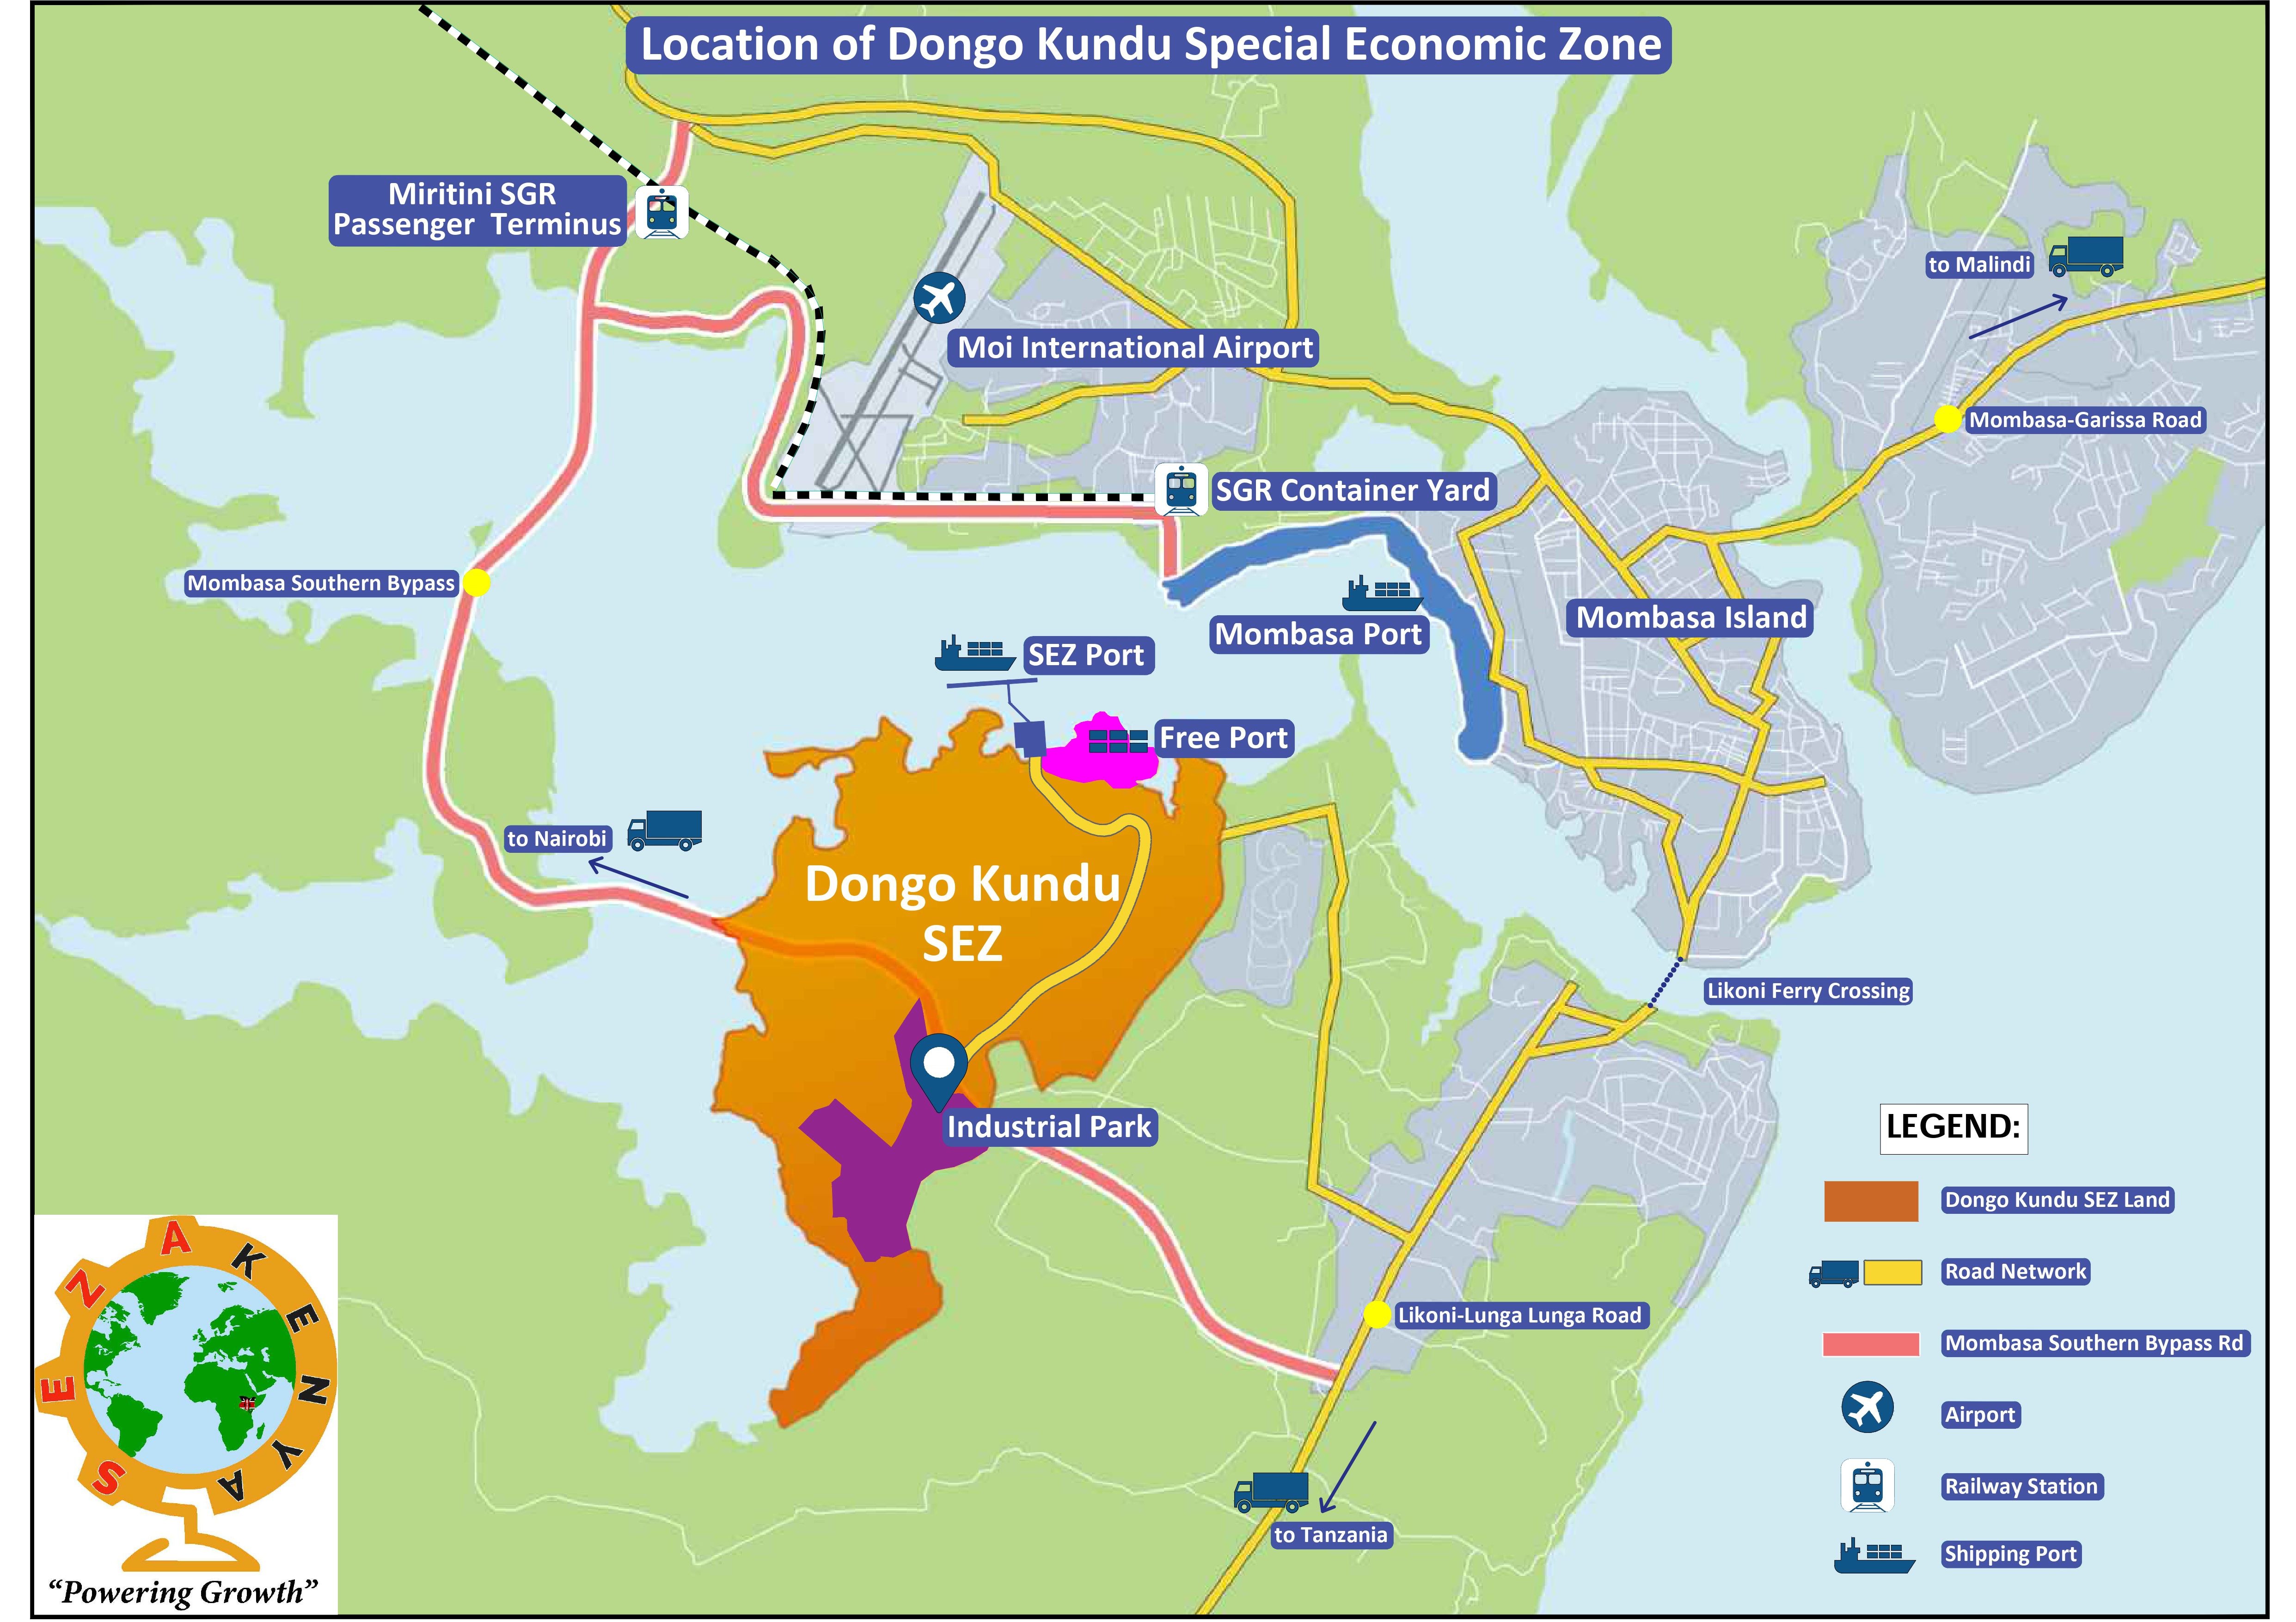 Location of Dongo Kundu Special Economic Zone
Miritini SGR
Passenger Terminus
to Malindi
Moi International Airport
Mombasa-Garissa Road
SGR Container Yard
Mombasa Southern Bypass
Mombasa Island
Mombasa Port
SEZ Port
Free Port
to Nairobi
Dongo Kundu
SEZ
Likoni Ferry Crossing
Industrial Park
Likoni-Lunga Lunga Road
to Tanzania
LEGEND:
Dongo Kundu SEZ Land
Road Network
Mombasa Southern Bypass Rd
Airport
Railway Station
Shipping Port
SEZA KENYA
“Powering Growth”